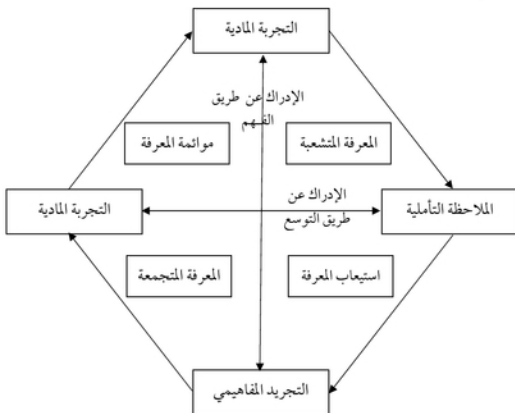 التجربة المادية
الإدراك عن طريق
الفهم
المعرفة المتشعبة
موائمة المعرفة
الملاحظة التأملية
الإدراك عن
طريق التوسع
التجربة المادية
استيعاب المعرفة
المعرفة المتجمعة
التجريد المفاهيمي